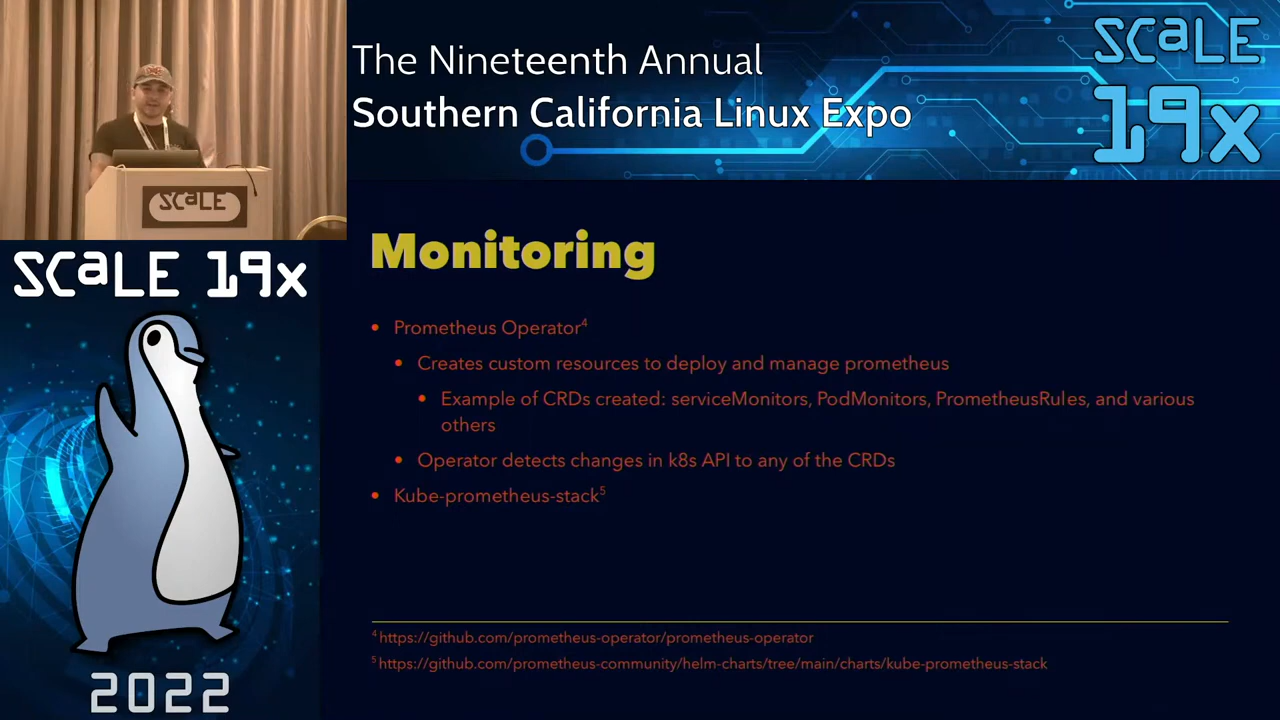 The Nineteenth Annual
Southern California Linux Expo
SCaLE
19x
SCaLE
SCaLE 19x
2022
Monitoring
• Prometheus Operator⁴
• Creates custom resources to deploy and manage prometheus
• Example of CRDs created: serviceMonitors, PodMonitors, PrometheusRules, and various
others
• Operator detects changes in k8s API to any of the CRDs
• Kube-prometheus-stack⁵
⁴ https://github.com/prometheus-operator/prometheus-operator
⁵ https://github.com/prometheus-community/helm-charts/tree/main/charts/kube-prometheus-stack